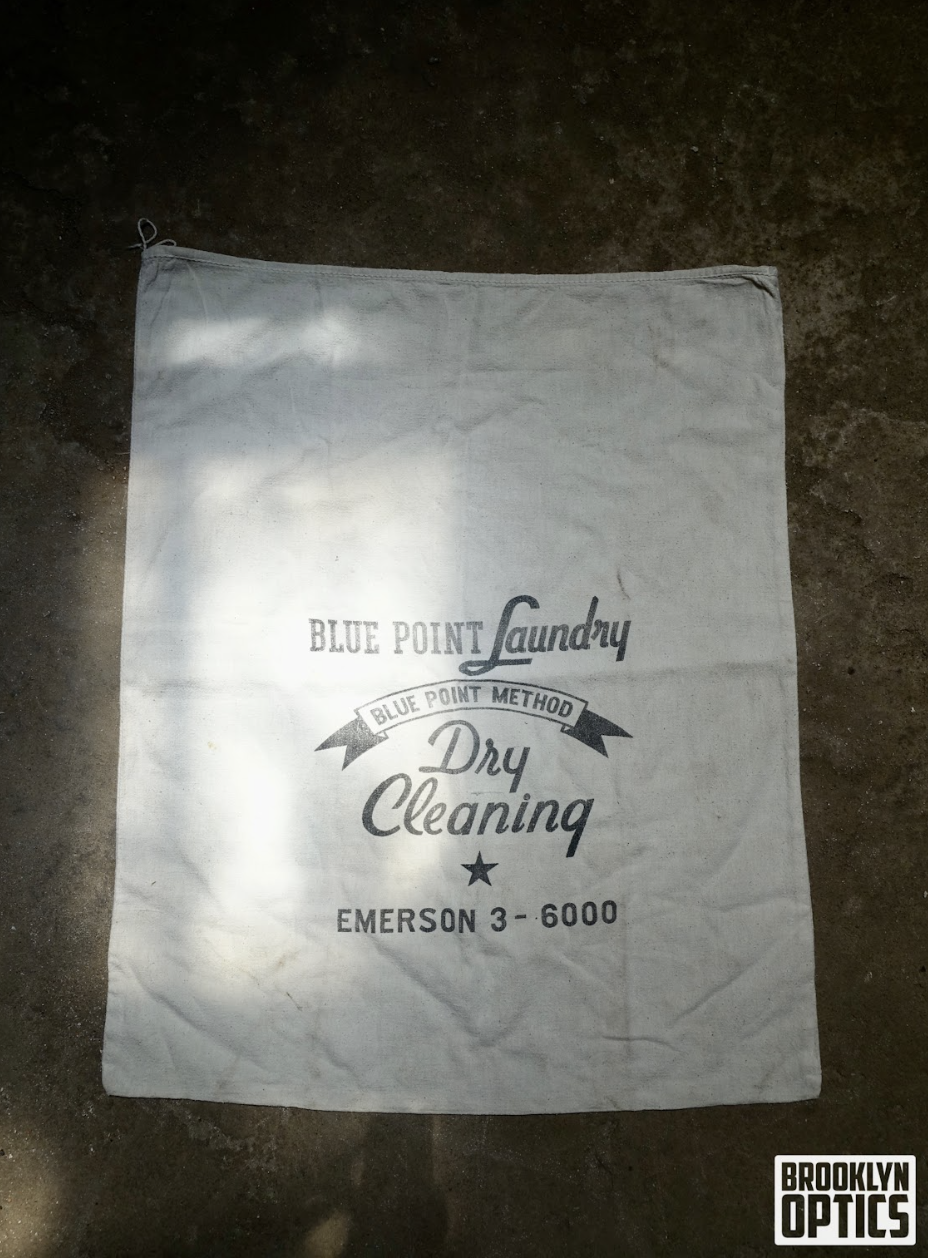 BLUE POINT Laundry
BLUE POINT METHOD
Dry
Cleaning
EMERSON 3-6000
BROOKLYN
OPTICS